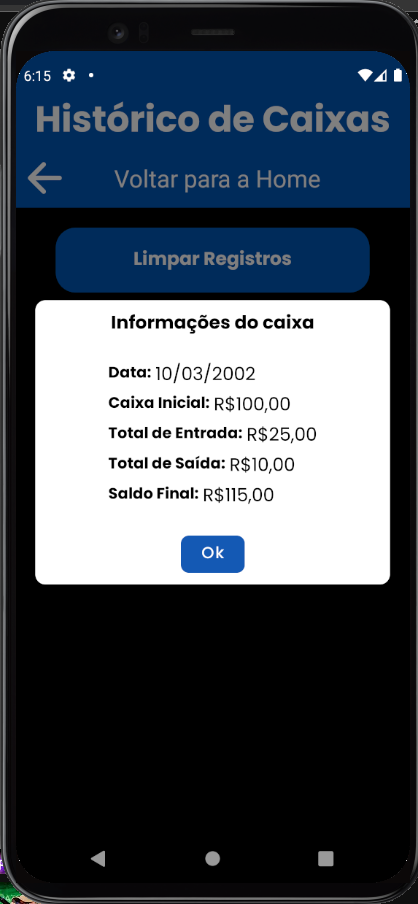 6:15
Histórico de Caixas
Voltar para a Home
Limpar Registros
Informações do caixa
Data: 10/03/2002
Caixa Inicial: R$100,00
Total de Entrada: R$25,00
Total de Saída: R$10,00
Saldo Final: R$115,00
Ok